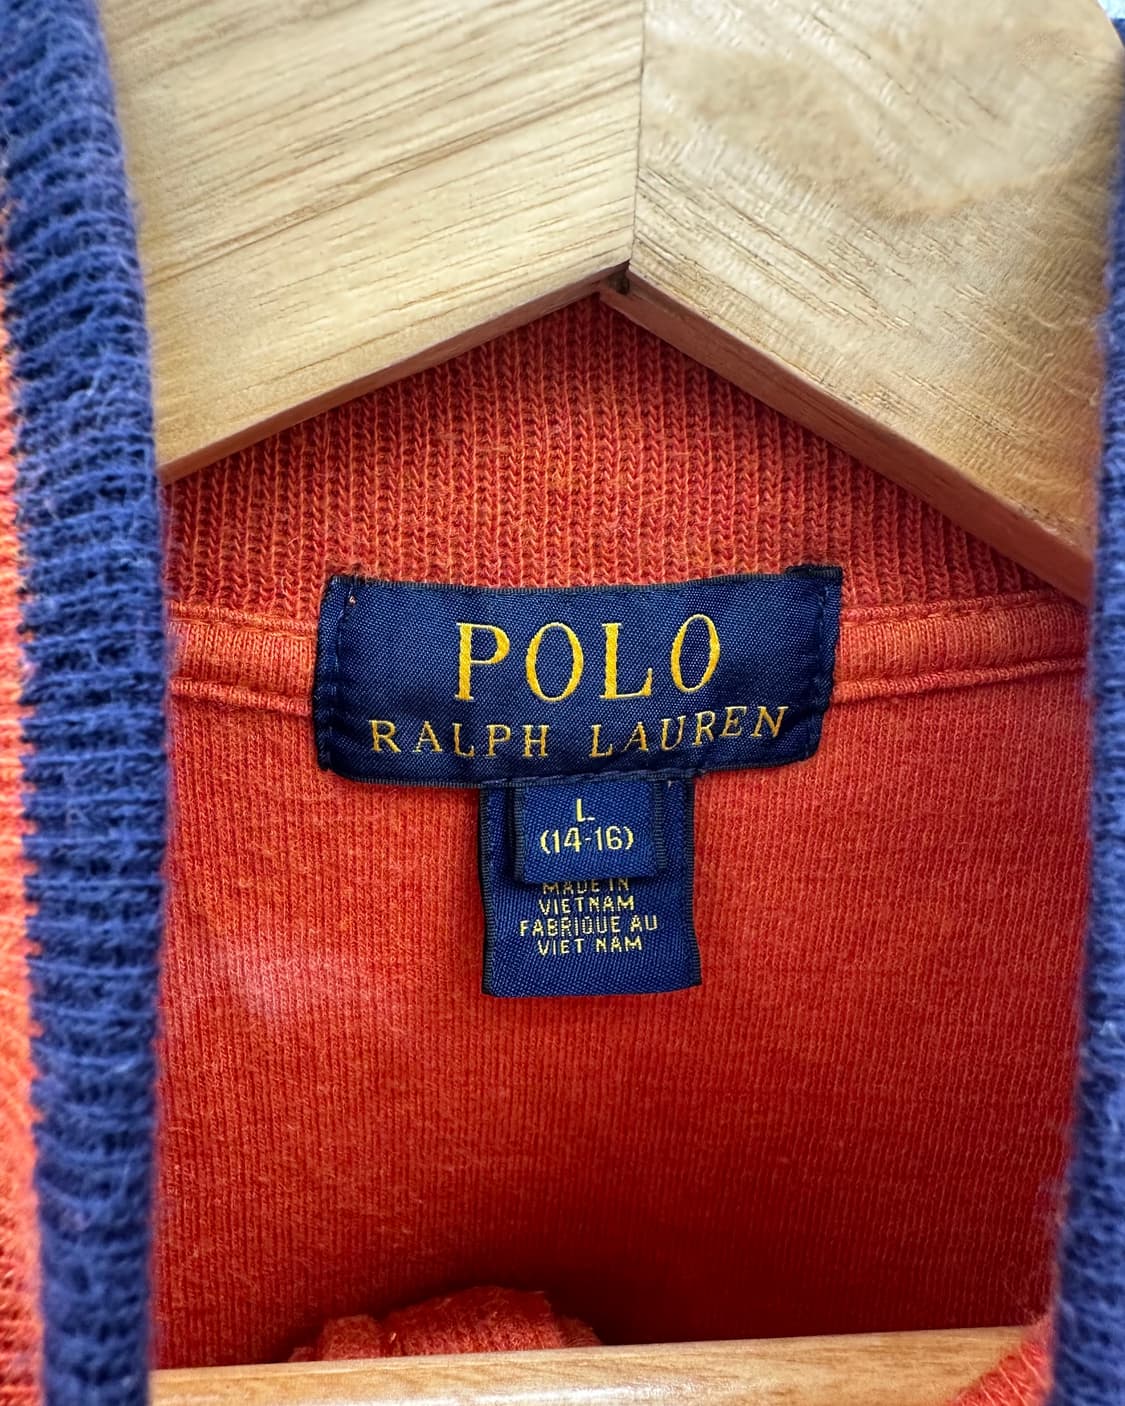 POLO
RALPH LAUREN
L
(14-16)
MADE IN
VIETNAM
FABRIQUE AU
VIET NAM